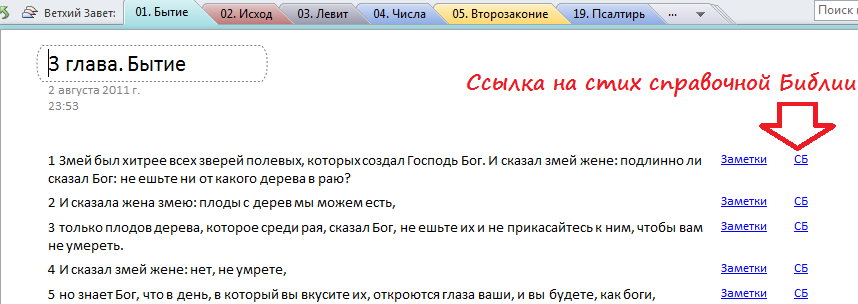 Ветхий Завет: 01. Бытие 02. Исход 03. Левит 04. Числа 05. Второзаконие 19. Псалтирь ... Поиск
3 глава. Бытие
2 августа 2011 г.
23:53
Ссылка на стих справочной Библии
1 Змей был хитрее всех зверей полевых, которых создал Господь Бог. И сказал змей жене: подлинно ли Заметки СБ
сказал Бог: не ешьте ни от какого дерева в раю?
2 И сказала жена змею: плоды с дерев мы можем есть, Заметки СБ
3 только плодов дерева, которое среди рая, сказал Бог, не ешьте их и не прикасайтесь к ним, чтобы вам Заметки СБ
не умереть.
4 И сказал змей жене: нет, не умрете, Заметки СБ
5 но знает Бог, что в день, в который вы вкусите их, откроются глаза ваши, и вы будете, как боги, Заметки СБ